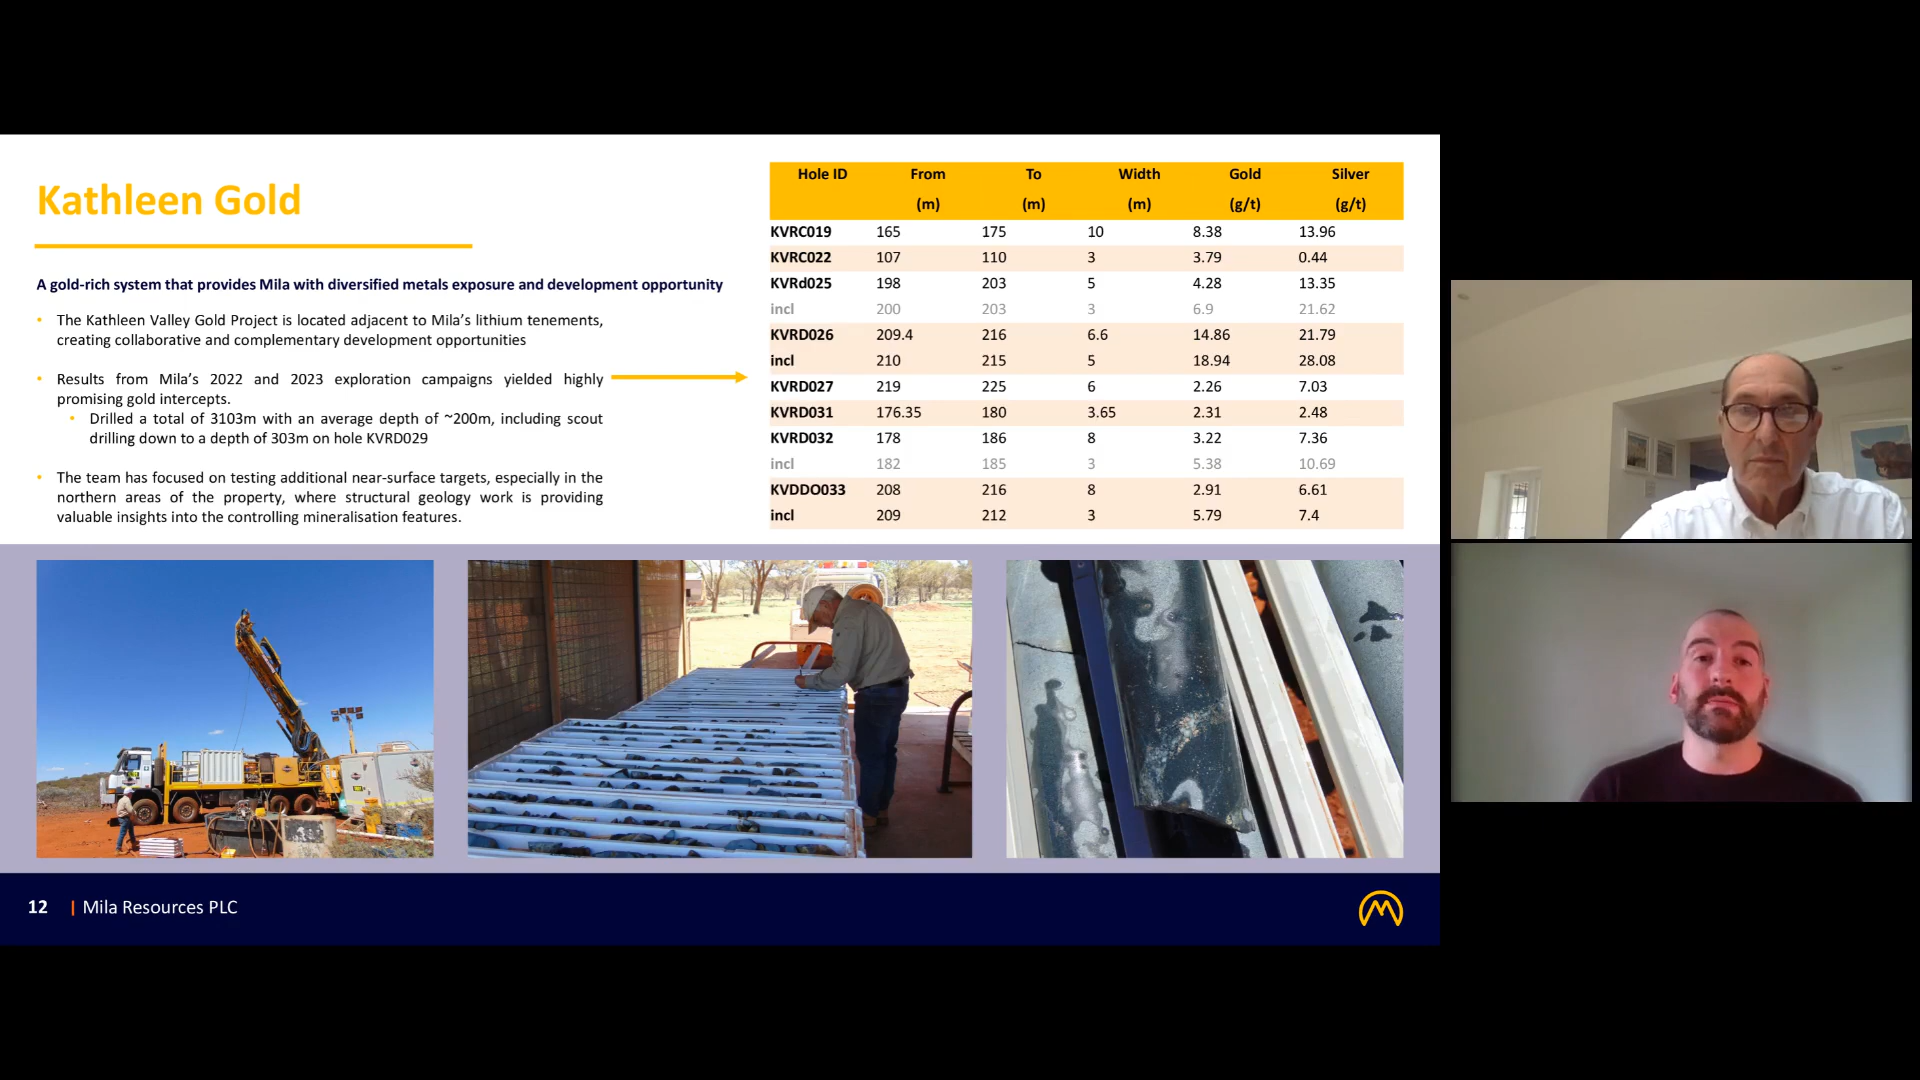 Kathleen Gold
A gold-rich system that provides Mila with diversified metals exposure and development opportunity
• The Kathleen Valley Gold Project is located adjacent to Mila’s lithium tenements,
creating collaborative and complementary development opportunities
• Results from Mila’s 2022 and 2023 exploration campaigns yielded highly
promising gold intercepts.
• Drilled a total of 3103m with an average depth of ~200m, including scout
drilling down to a depth of 303m on hole KVRD029
• The team has focused on testing additional near-surface targets, especially in the
northern areas of the property, where structural geology work is providing
valuable insights into the controlling mineralisation features.
Hole ID From To Width Gold Silver
(m) (m) (m) (g/t) (g/t)
KVRC019 165 175 10 8.38 13.96
KVRC022 107 110 3 3.79 0.44
KVRd025 198 203 5 4.28 13.35
incl 200 203 3 6.9 21.62
KVRD026 209.4 216 6.6 14.86 21.79
incl 210 215 5 18.94 28.08
KVRD027 219 225 6 2.26 7.03
KVRD031 176.35 180 3.65 2.31 2.48
KVRD032 178 186 8 3.22 7.36
incl 182 185 3 5.38 10.69
KVDDO033 208 216 8 2.91 6.61
incl 209 212 3 5.79 7.4
12 | Mila Resources PLC